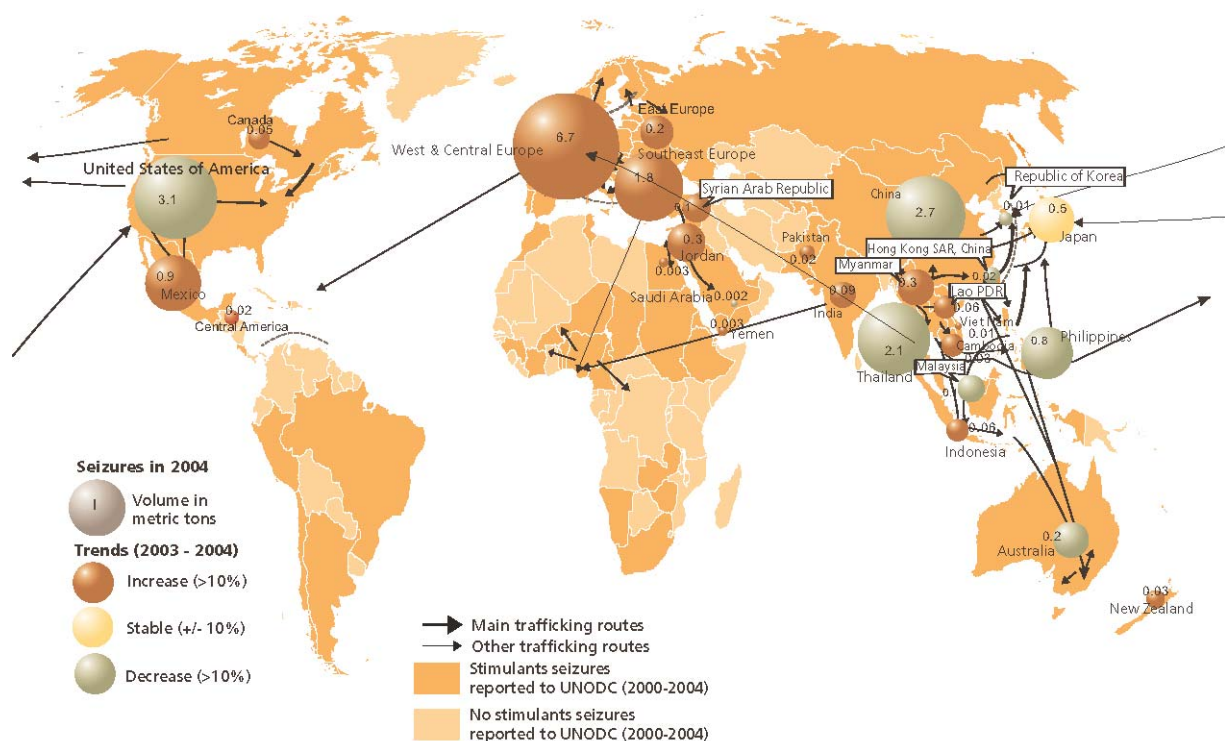 Canada
0.05
United States of America
3.1
0.9
Mexico
0.02
Central America
6.7
West & Central Europe
East Europe
0.2
Southeast Europe
1.8
Syrian Arab Republic
0.1
0.3
Jordan
0.003
Saudi Arabia
0.002
0.003
Yemen
Pakistan
0.02
0.09
India
China
2.7
Republic of Korea
0.01
0.5
Japan
Hong Kong SAR, China
0.02
Myanmar
0.3
Lao PDR
0.06
Viet Nam
0.01
Cambodia
0.03
2.1
Thailand
Malaysia
0.8
Philippines
0.06
Indonesia
0.2
Australia
0.03
New Zealand
Seizures in 2004
1
Volume in
metric tons
Trends (2003 - 2004)
Increase (>10%)
Stable (+/- 10%)
Decrease (>10%)
Main trafficking routes
Other trafficking routes
Stimulants seizures
reported to UNODC (2000-2004)
No stimulants seizures
reported to UNODC (2000-2004)